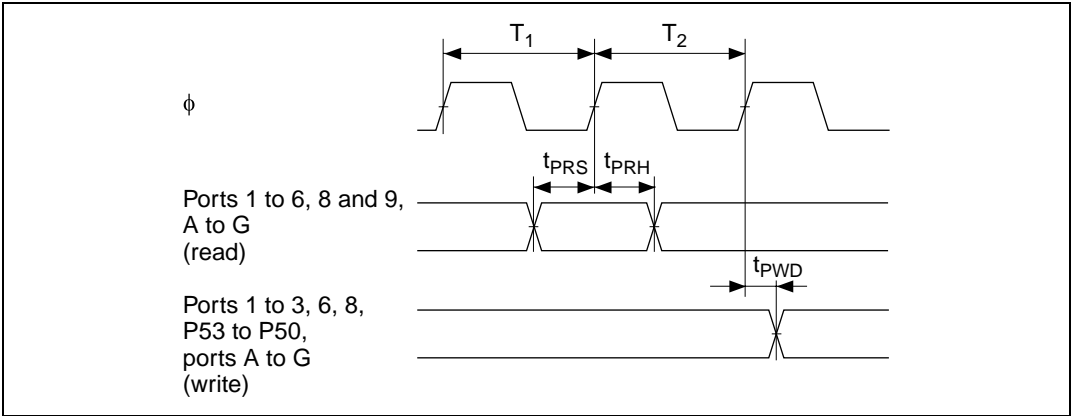 T1 T2
ϕ
tPRS tPRH
Ports 1 to 6, 8 and 9,
A to G
(read)
tPWD
Ports 1 to 3, 6, 8,
P53 to P50,
ports A to G
(write)